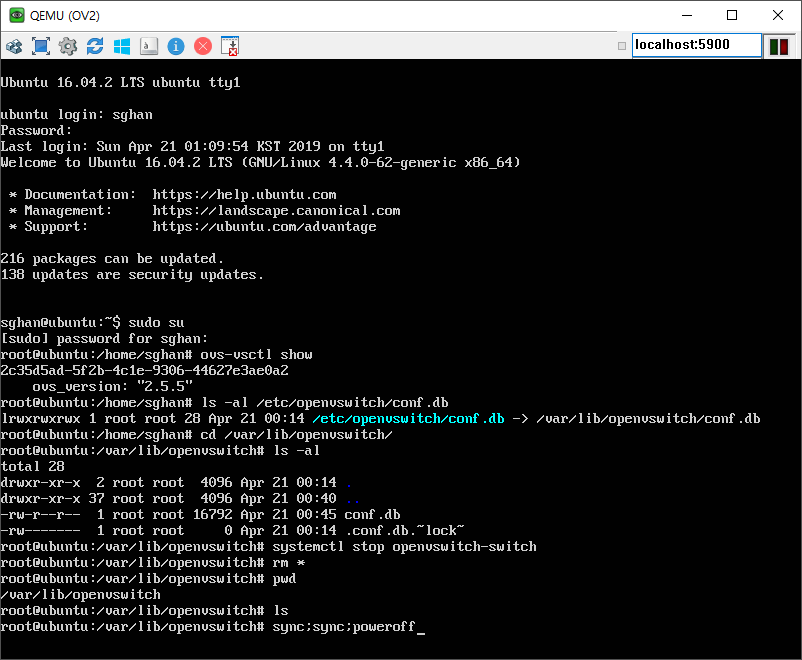 QEMU (OV2)
localhost:5900
Ubuntu 16.04.2 LTS ubuntu tty1
ubuntu login: sghan
Password:
Last login: Sun Apr 21 01:09:54 KST 2019 on tty1
Welcome to Ubuntu 16.04.2 LTS (GNU/Linux 4.4.0-62-generic x86_64)
* Documentation:  https://help.ubuntu.com
* Management:     https://landscape.canonical.com
* Support:        https://ubuntu.com/advantage
216 packages can be updated.
138 updates are security updates.
sghan@ubuntu:~$ sudo su
[sudo] password for sghan:
root@ubuntu:/home/sghan# ovs-vsctl show
2c35d5ad-5f2b-4c1e-9306-44627e3ae0a2
    ovs_version: "2.5.5"
root@ubuntu:/home/sghan# ls -al /etc/openvswitch/conf.db
lrwxrwxrwx 1 root root 28 Apr 21 00:14 /etc/openvswitch/conf.db -> /var/lib/openvswitch/conf.db
root@ubuntu:/home/sghan# cd /var/lib/openvswitch/
root@ubuntu:/var/lib/openvswitch# ls -al
total 28
drwxr-xr-x  2 root root  4096 Apr 21 00:14 .
drwxr-xr-x 37 root root  4096 Apr 21 00:40 ..
-rw-r--r--  1 root root 16792 Apr 21 00:45 conf.db
-rw-------  1 root root     0 Apr 21 00:14 .conf.db.~lock~
root@ubuntu:/var/lib/openvswitch# systemctl stop openvswitch-switch
root@ubuntu:/var/lib/openvswitch# rm *
root@ubuntu:/var/lib/openvswitch# pwd
/var/lib/openvswitch
root@ubuntu:/var/lib/openvswitch# ls
root@ubuntu:/var/lib/openvswitch# sync;sync;poweroff_